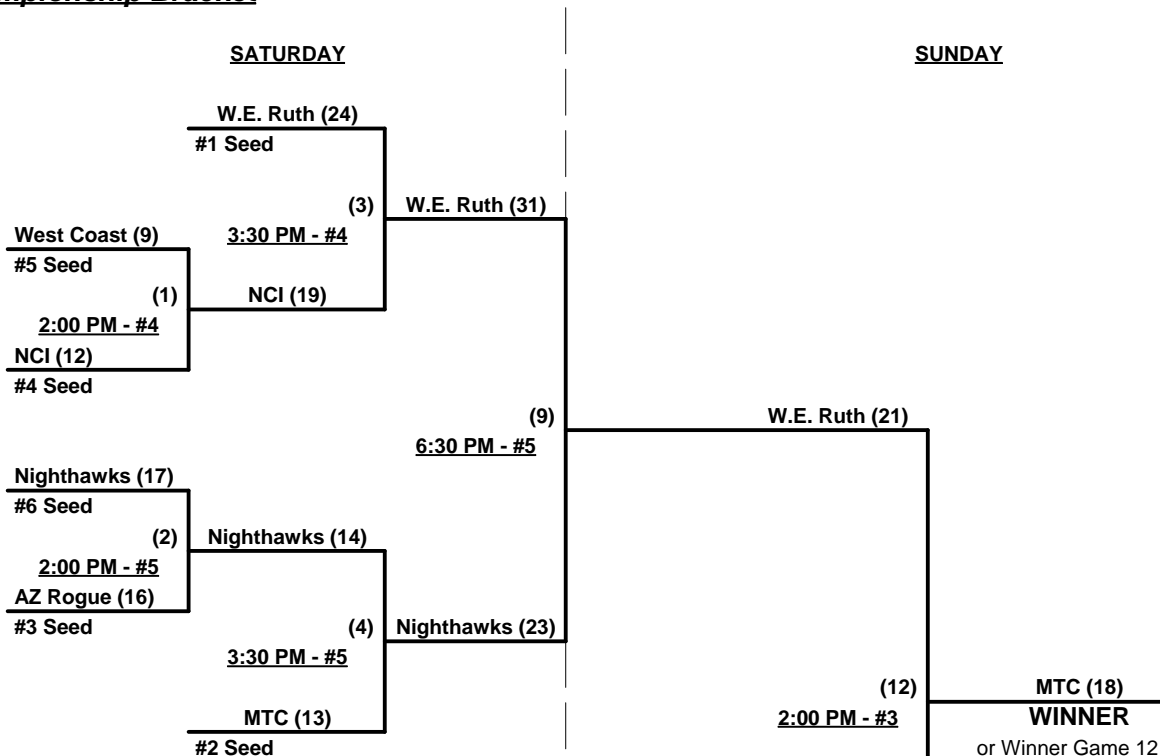 SATURDAY
SUNDAY
W.E. Ruth (24)
#1 Seed
(3)
W.E. Ruth (31)
West Coast (9)
3:30 PM - #4
#5 Seed
(1)
NCI (19)
2:00 PM - #4
NCI (12)
#4 Seed
(9)
W.E. Ruth (21)
6:30 PM - #5
Nighthawks (17)
#6 Seed
(2)
Nighthawks (14)
2:00 PM - #5
AZ Rogue (16)
#3 Seed
(4)
Nighthawks (23)
3:30 PM - #5
(12)
MTC (18)
MTC (13)
2:00 PM - #3
WINNER
#2 Seed
or Winner Game 12